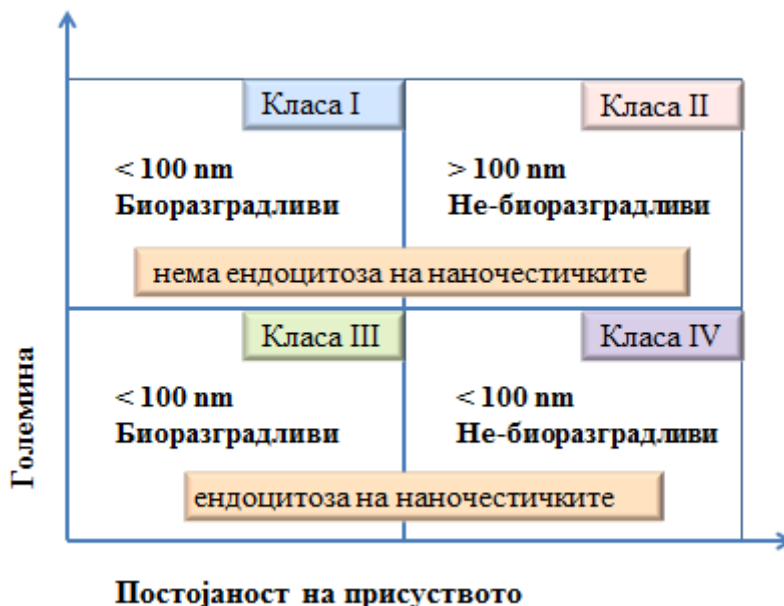 Класа I
Класа II
< 100 nm
Биоразградливи
> 100 nm
Не-биоразградливи
нема ендоцитоза на наночестичките
Класа III
Класа IV
< 100 nm
Биоразградливи
< 100 nm
Не-биоразградливи
ендоцитоза на наночестичките
Големина
Постојаност на присуството